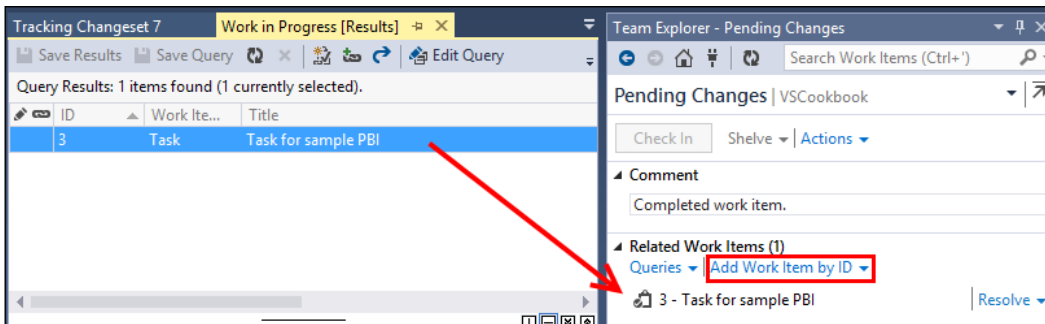 Tracking Changeset 7
Work in Progress [Results]
Save Results
Save Query
Edit Query
Query Results: 1 items found (1 currently selected).
ID
Work Ite...
Title
3
Task
Task for sample PBI
Team Explorer - Pending Changes
Search Work Items (Ctrl+')
Pending Changes | VSCookbook
Check In
Shelve
Actions
Comment
Completed work item.
Related Work Items (1)
Queries
Add Work Item by ID
3 - Task for sample PBI
Resolve